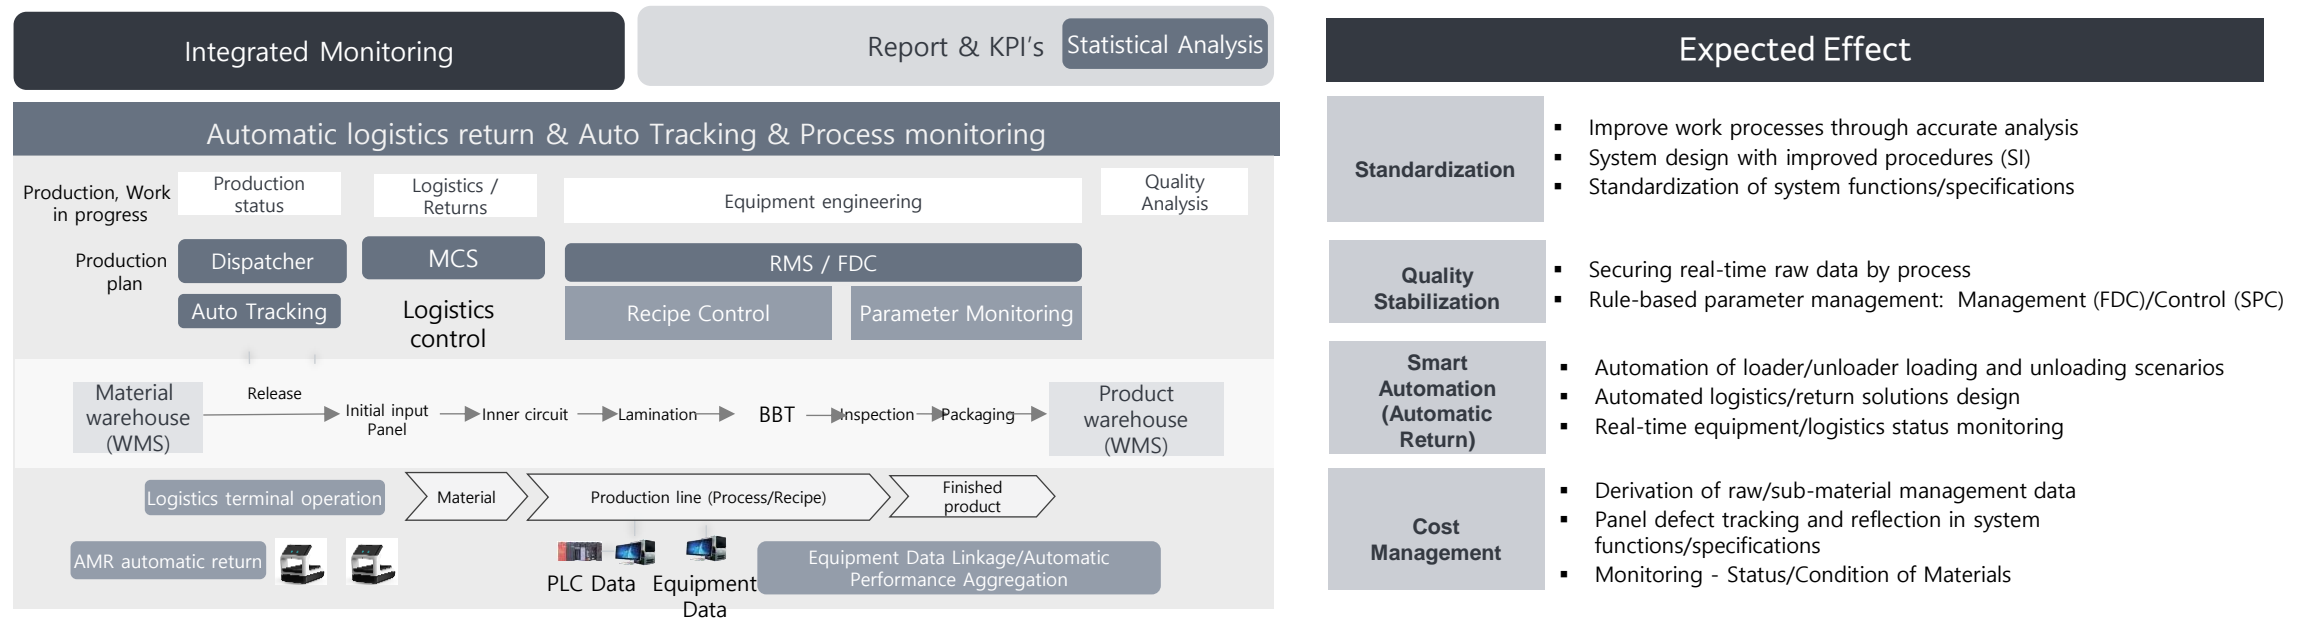 Integrated Monitoring
Report & KPI's
Statistical Analysis
Automatic logistics return & Auto Tracking & Process monitoring
Production, Work
in progress
Production
status
Logistics /
Returns
Equipment engineering
Quality
Analysis
Production
plan
Dispatcher
MCS
RMS / FDC
Auto Tracking
Logistics
control
Recipe Control
Parameter Monitoring
Material
warehouse
(WMS)
Release
Initial input
Panel
Inner circuit
Lamination
BBT
Inspection
Packaging
Product
warehouse
(WMS)
Logistics terminal operation
Material
Production line (Process/Recipe)
Finished
product
AMR automatic return
PLC Data
Equipment
Data
Equipment Data Linkage/Automatic
Performance Aggregation
Expected Effect
Standardization
▪ Improve work processes through accurate analysis
▪ System design with improved procedures (SI)
▪ Standardization of system functions/specifications
Quality
Stabilization
▪ Securing real-time raw data by process
▪ Rule-based parameter management: Management (FDC)/Control (SPC)
Smart
Automation
(Automatic
Return)
▪ Automation of loader/unloader loading and unloading scenarios
▪ Automated logistics/return solutions design
▪ Real-time equipment/logistics status monitoring
Cost
Management
▪ Derivation of raw/sub-material management data
▪ Panel defect tracking and reflection in system
functions/specifications
▪ Monitoring - Status/Condition of Materials